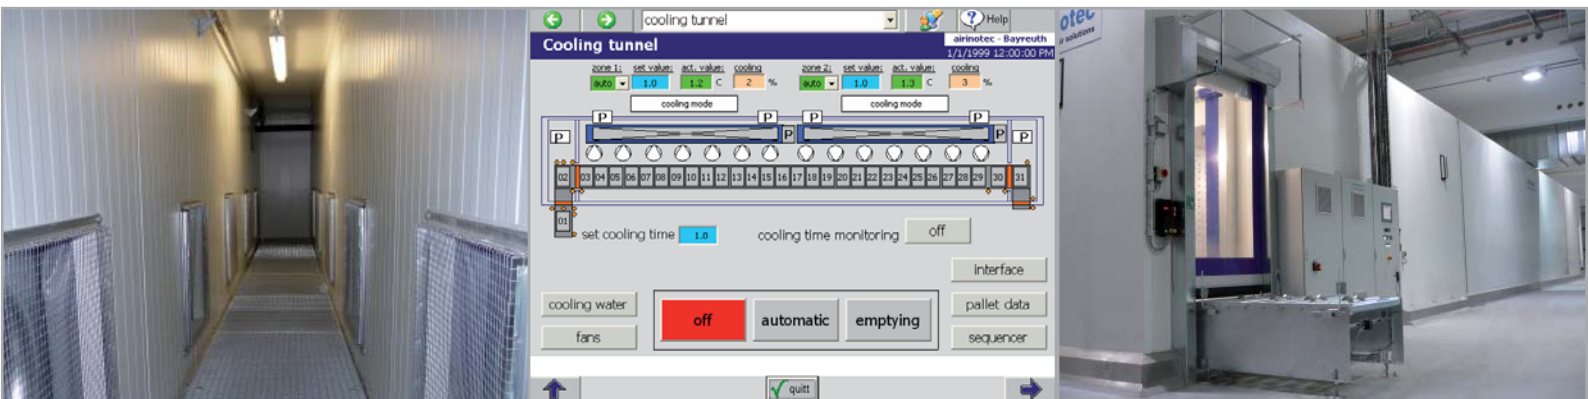 cooling tunnel
Help
Cooling tunnel
airinotec - Bayreuth
1/1/1999 12:00:00 PM
zone 1: set value: act. value: cooling
auto 1.0 1.2 C 2 %
zone 2: set value: act. value: cooling
auto 1.0 1.3 C 3 %
cooling mode
cooling mode
P P P P
P P P P
02 03 04 05 06 07 08 09 10 11 12 13 14 15 16 17 18 19 20 21 22 23 24 25 26 27 28 29 30 31
01
set cooling time 1.0
cooling time monitoring off
interface
cooling water
off automatic emptying
pallet data
fans
sequencer
quitt
otec
ir solutions